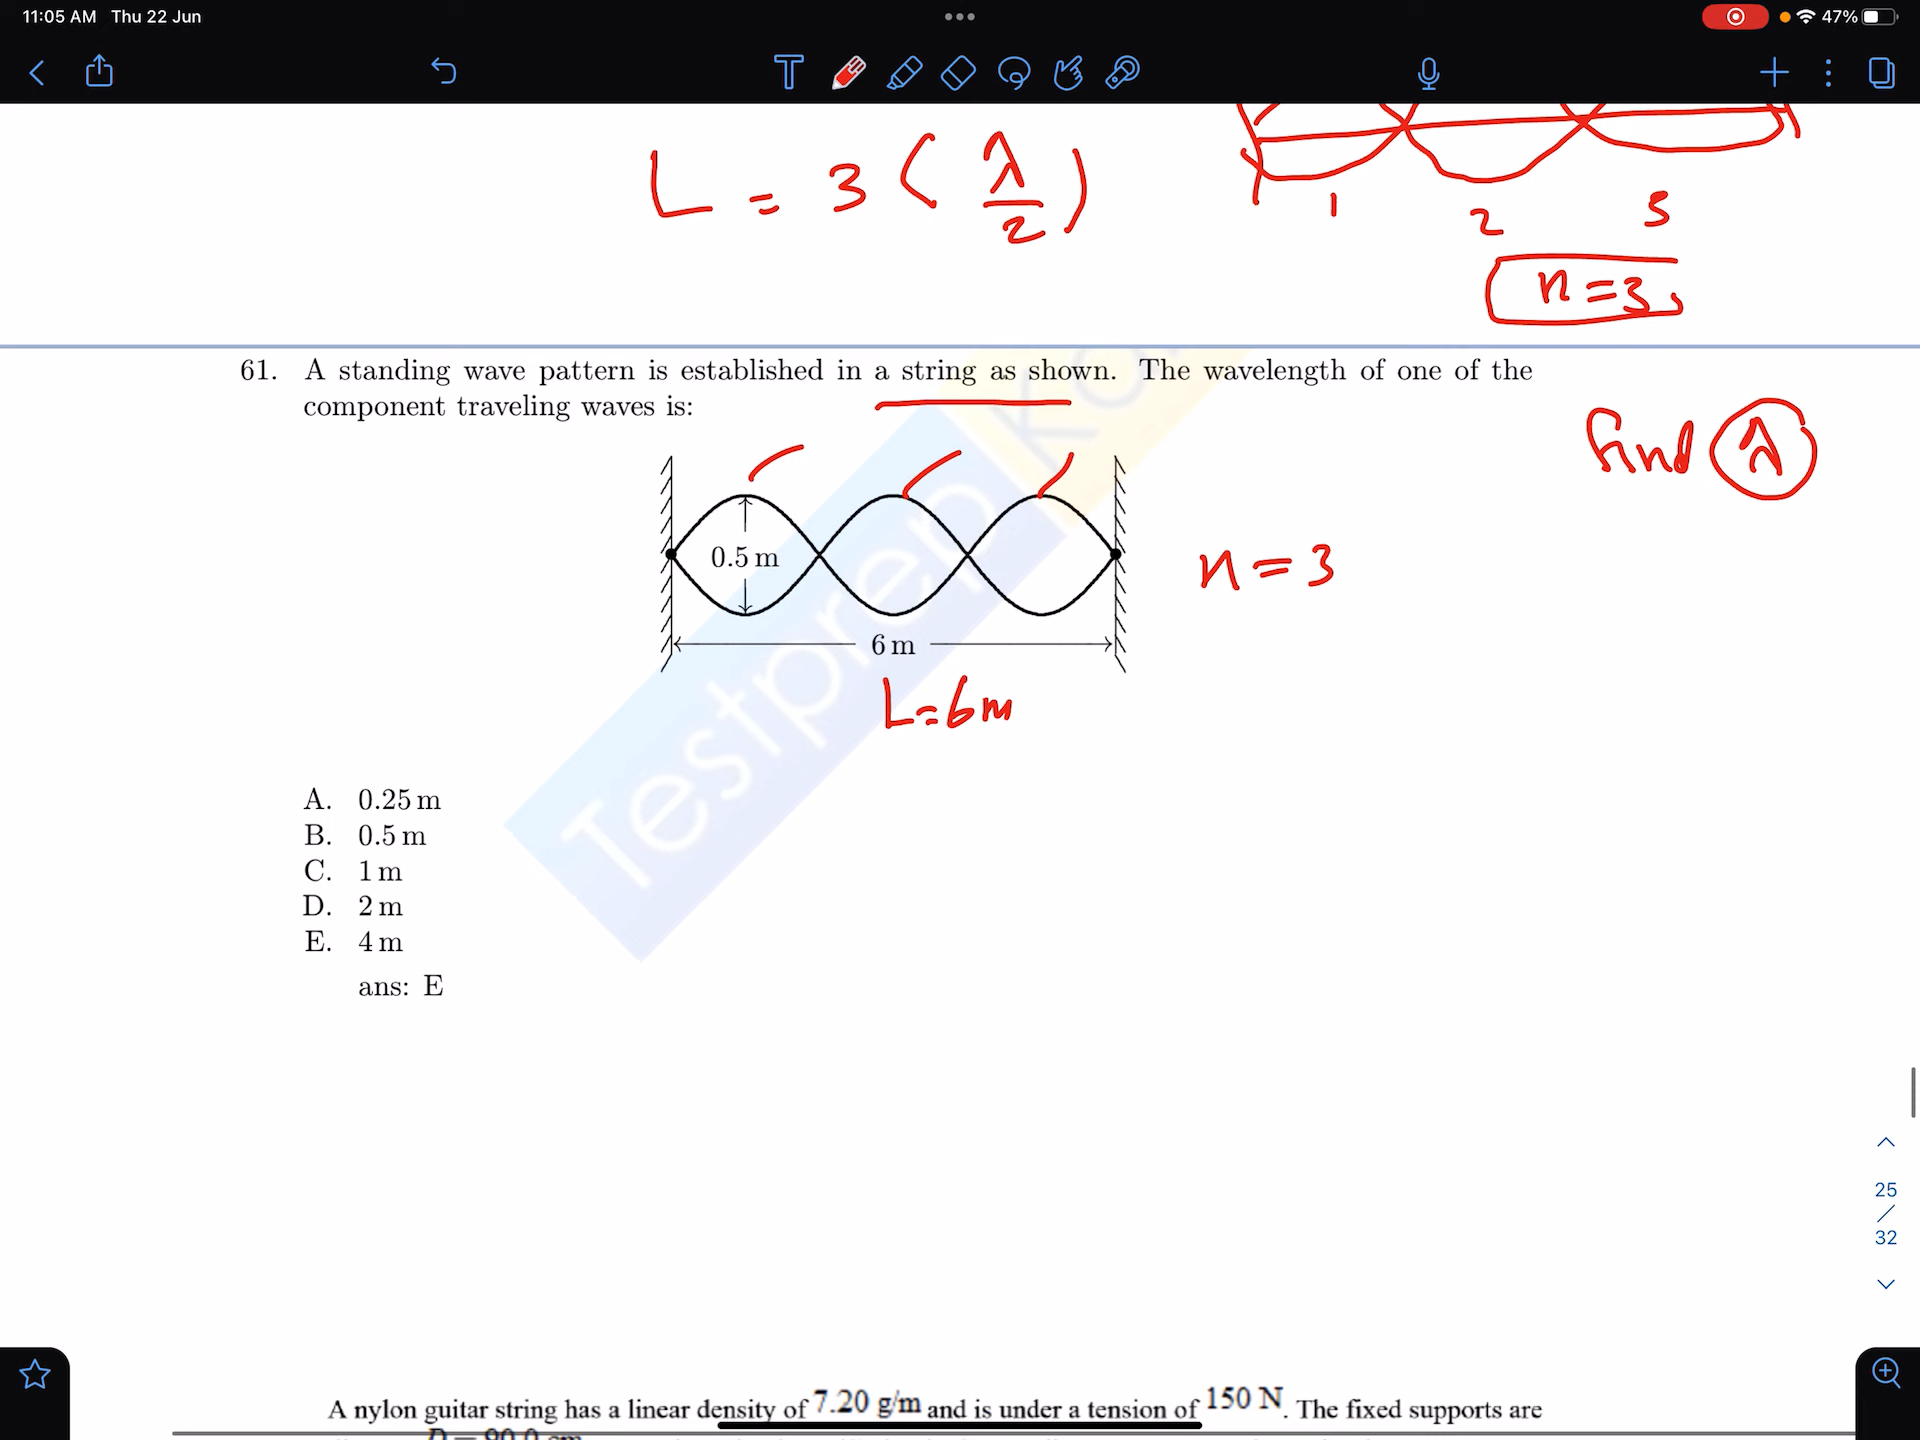 11:05 AM Thu 22 Jun
47%
L = 3 ( λ / 2 )
1 2 3
n = 3
61. A standing wave pattern is established in a string as shown. The wavelength of one of the
component traveling waves is:
find λ
0.5 m
n = 3
6 m
L = 6 m
A. 0.25 m
B. 0.5 m
C. 1 m
D. 2 m
E. 4 m
ans: E
Testprep
25
/
32
A nylon guitar string has a linear density of 7.20 g/m and is under a tension of 150 N. The fixed supports are